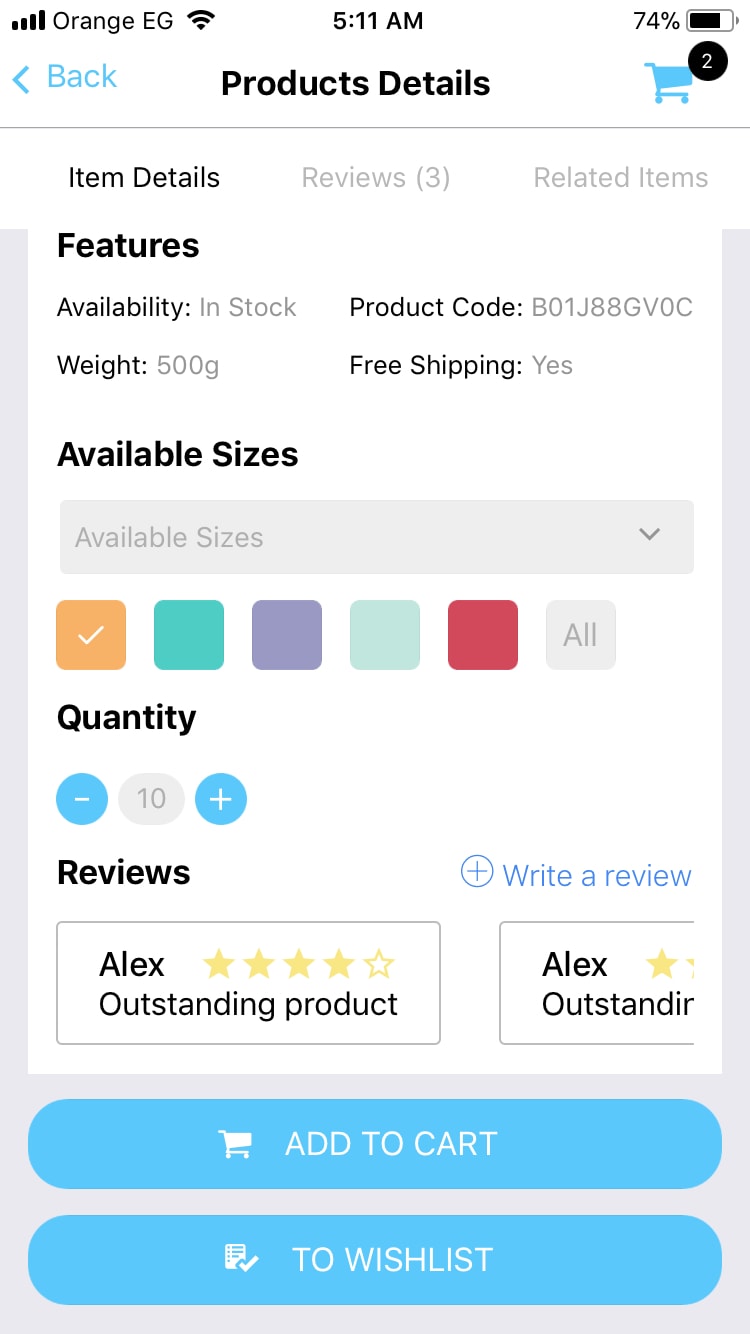 Orange EG 5:11 AM 74%
Back Products Details 2
Item Details Reviews (3) Related Items
Features
Availability: In Stock Product Code: B01J88GV0C
Weight: 500g Free Shipping: Yes
Available Sizes
Available Sizes
All
Quantity
- 10 +
Reviews Write a review
Alex Alex
Outstanding product Outstandin
ADD TO CART
TO WISHLIST